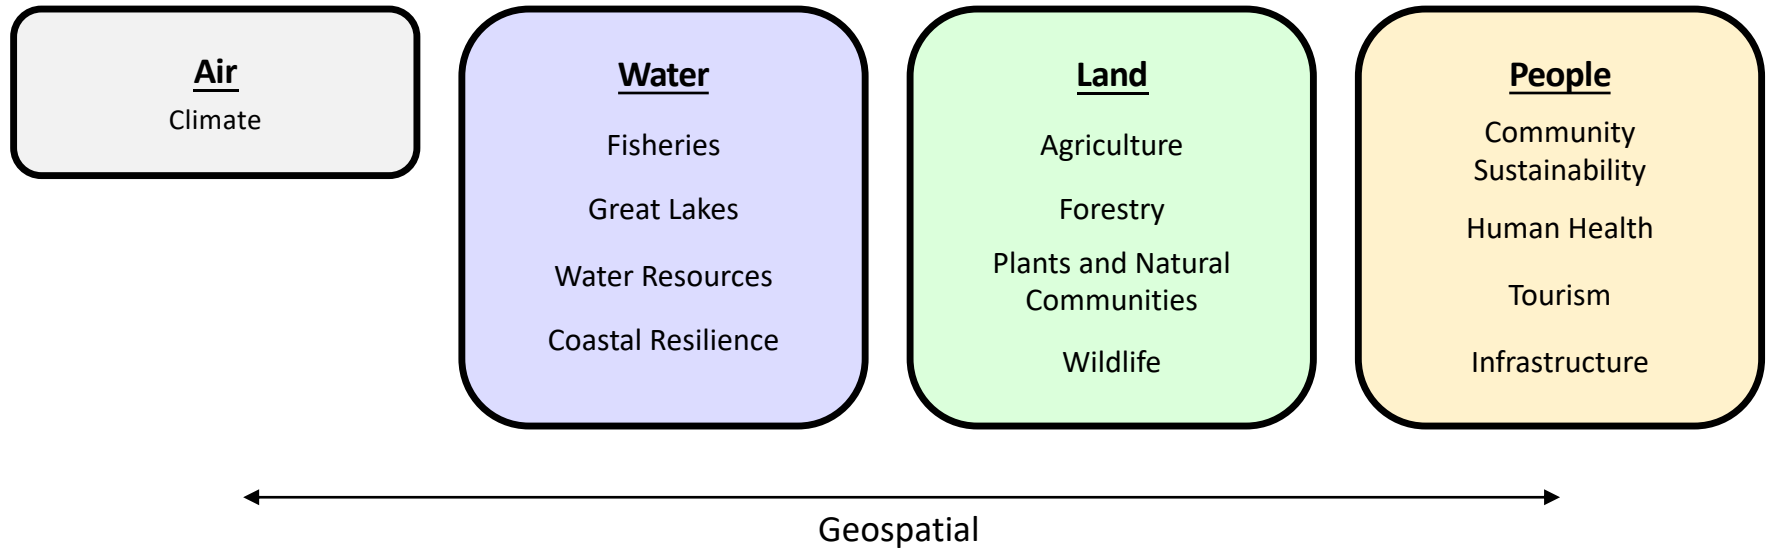 Air
Climate
Water
Fisheries
Great Lakes
Water Resources
Coastal Resilience
Land
Agriculture
Forestry
Plants and Natural
Communities
Wildlife
People
Community
Sustainability
Human Health
Tourism
Infrastructure
Geospatial